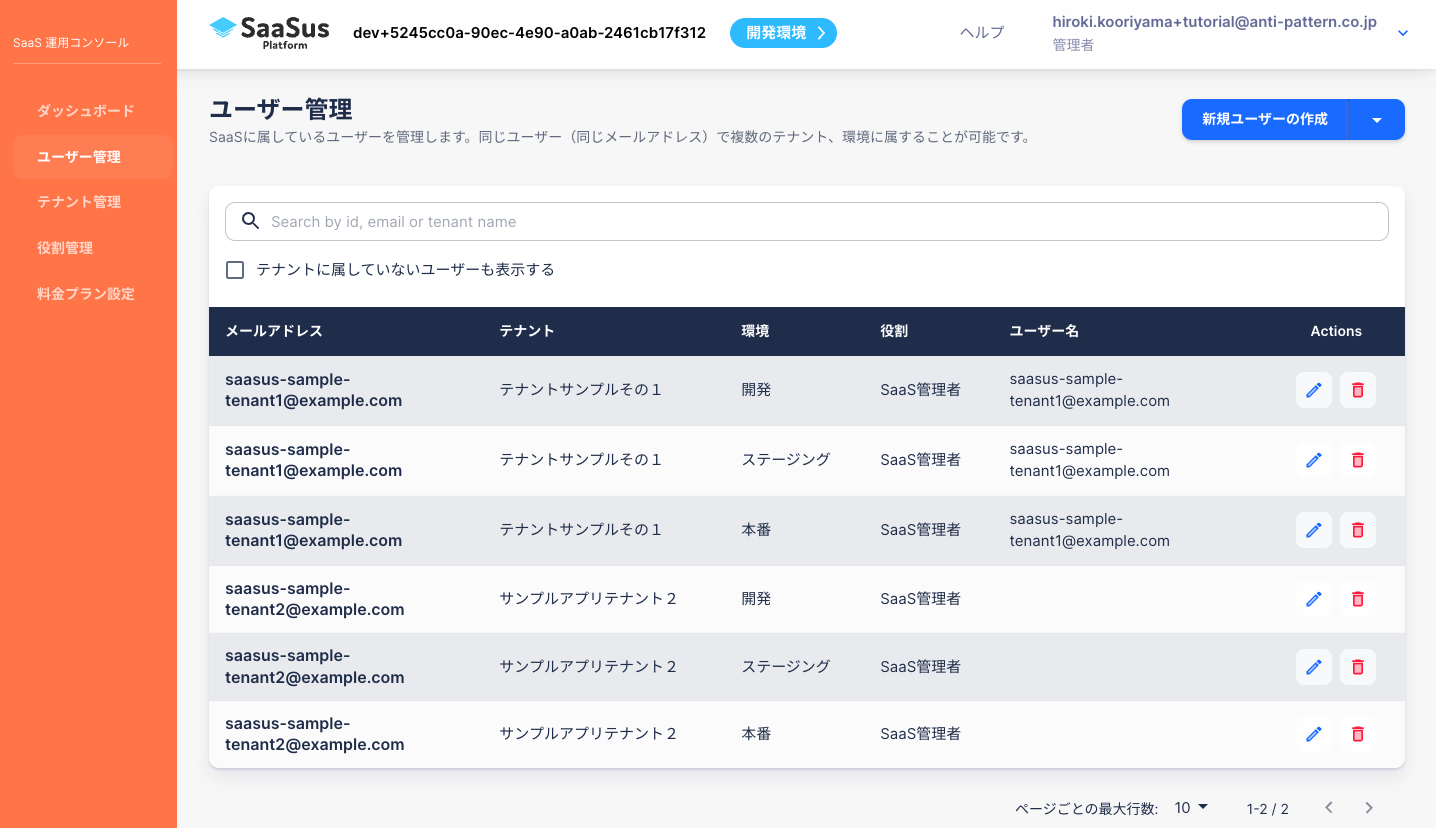 SaaS 運用コンソール
ダッシュボード
ユーザー管理
テナント管理
役割管理
料金プラン設定
SaaSus
Platform
dev+5245cc0a-90ec-4e90-a0ab-2461cb17f312
開発環境
ヘルプ
hiroki.kooriyama+tutorial@anti-pattern.co.jp
管理者
ユーザー管理
SaaSに属しているユーザーを管理します。同じユーザー（同じメールアドレス）で複数のテナント、環境に属することが可能です。
新規ユーザーの作成
Search by id, email or tenant name
テナントに属していないユーザーも表示する
メールアドレス テナント 環境 役割 ユーザー名 Actions
saasus-sample-
tenant1@example.com テナントサンプルその１ 開発 SaaS管理者 saasus-sample-
tenant1@example.com
saasus-sample-
tenant1@example.com テナントサンプルその１ ステージング SaaS管理者 saasus-sample-
tenant1@example.com
saasus-sample-
tenant1@example.com テナントサンプルその１ 本番 SaaS管理者 saasus-sample-
tenant1@example.com
saasus-sample-
tenant2@example.com サンプルアプリテナント２ 開発 SaaS管理者
saasus-sample-
tenant2@example.com サンプルアプリテナント２ ステージング SaaS管理者
saasus-sample-
tenant2@example.com サンプルアプリテナント２ 本番 SaaS管理者
ページごとの最大行数: 10 1-2 / 2